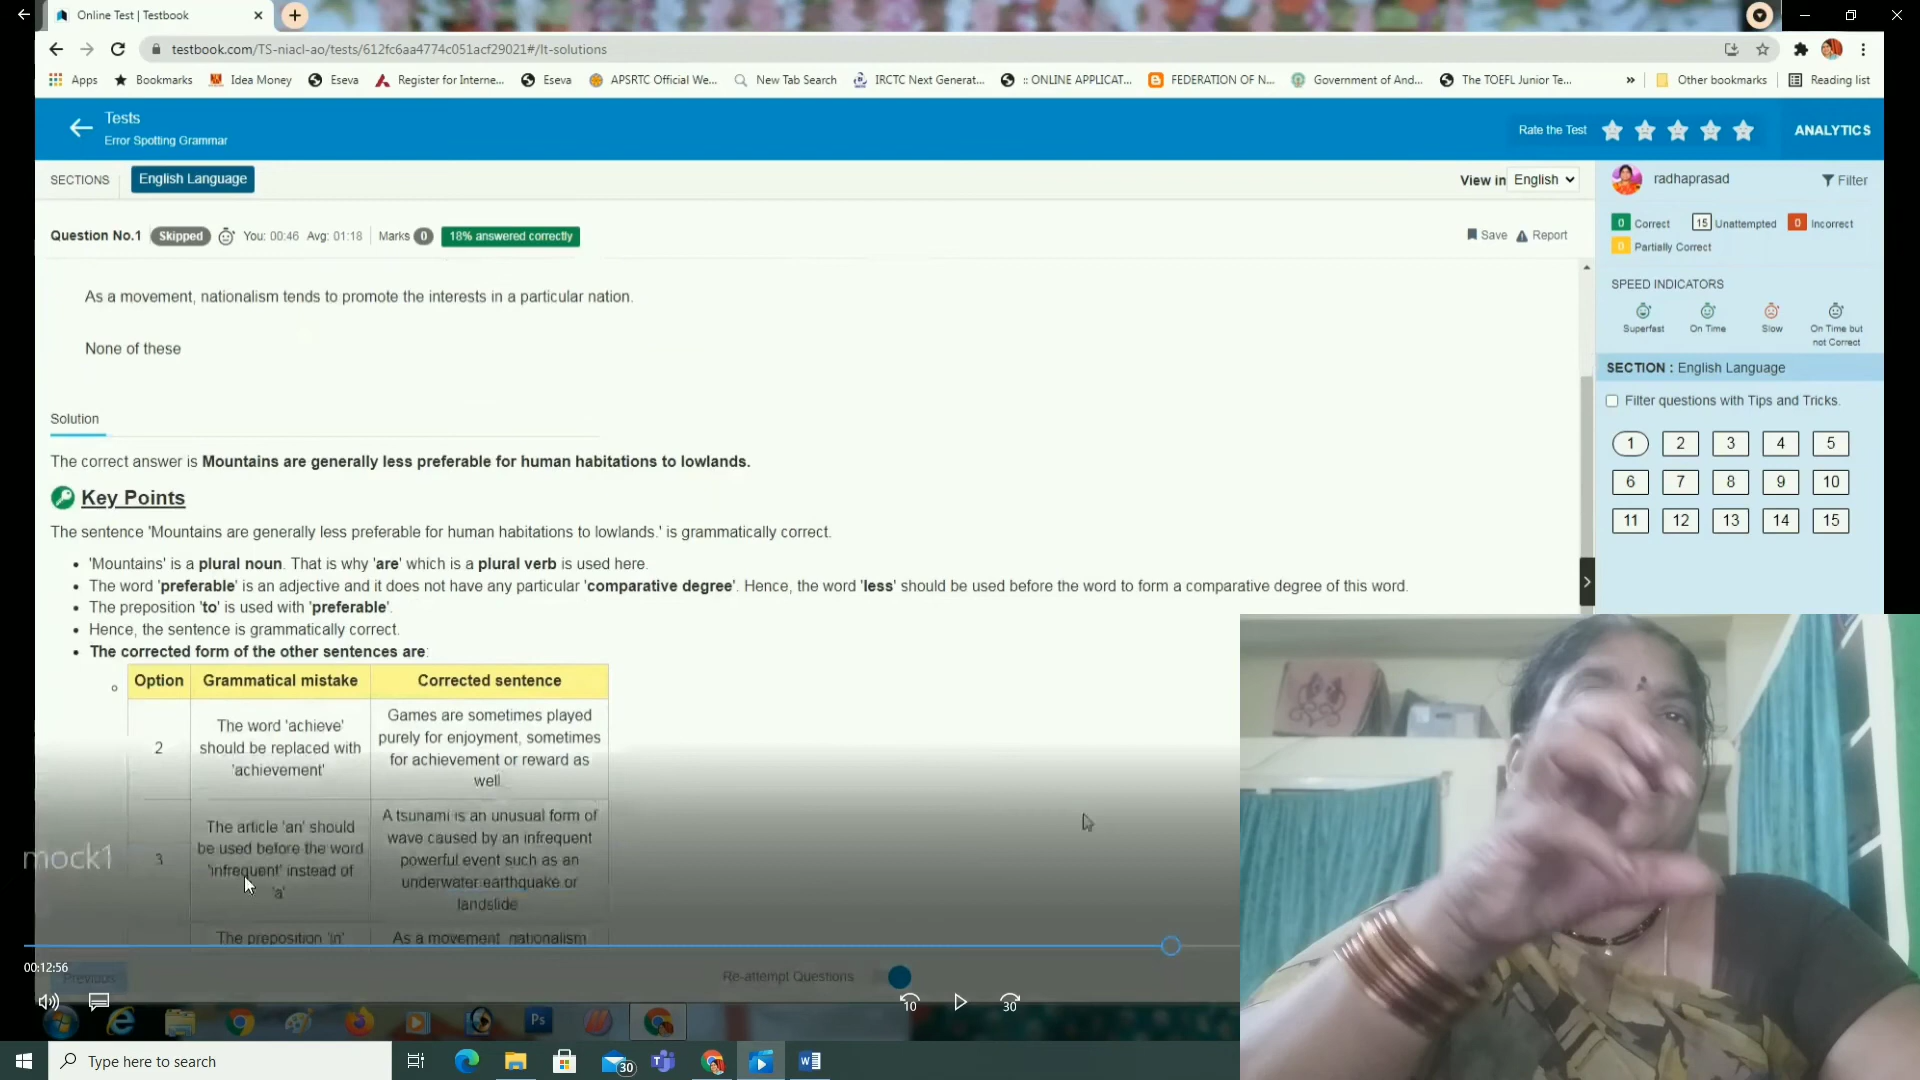 Online Test | Testbook
testbook.com/TS-niacl-ao/tests/612fc6aa4774c051acf29021#/lt-solutions
Apps Bookmarks Idea Money Eseva Register for Interne... Eseva APSRTC Official We... New Tab Search IRCTC Next Generat... :: ONLINE APPLICAT... FEDERATION OF N... Government of And... The TOEFL Junior Te... » Other bookmarks Reading list
Tests
Error Spotting Grammar
Rate the Test ANALYTICS
SECTIONS English Language View in English
radhaprasad Filter
Question No.1 Skipped You: 00:46 Avg: 01:18 Marks 0 18% answered correctly Save Report
0 Correct 15 Unattempted 0 Incorrect
0 Partially Correct
SPEED INDICATORS
Superfast On Time Slow On Time but
not Correct
As a movement, nationalism tends to promote the interests in a particular nation.
None of these
SECTION : English Language
Filter questions with Tips and Tricks.
1 2 3 4 5
6 7 8 9 10
11 12 13 14 15
Solution
The correct answer is Mountains are generally less preferable for human habitations to lowlands.
Key Points
The sentence 'Mountains are generally less preferable for human habitations to lowlands.' is grammatically correct.
'Mountains' is a plural noun. That is why 'are' which is a plural verb is used here.
The word 'preferable' is an adjective and it does not have any particular 'comparative degree'. Hence, the word 'less' should be used before the word to form a comparative degree of this word.
The preposition 'to' is used with 'preferable'.
Hence, the sentence is grammatically correct.
The corrected form of the other sentences are:
Option Grammatical mistake Corrected sentence
2
The word 'achieve'
should be replaced with
'achievement'
Games are sometimes played
purely for enjoyment, sometimes
for achievement or reward as
well
3
The article 'an' should
be used before the word
'infrequent' instead of
'a'
A tsunami is an unusual form of
wave caused by an infrequent
powerful event such as an
underwater earthquake or
landslide
The preposition 'in'
As a movement, nationalism
mock1
00:12:56
Previous
Re-attempt Questions
10 30
Ps
Type here to search
30